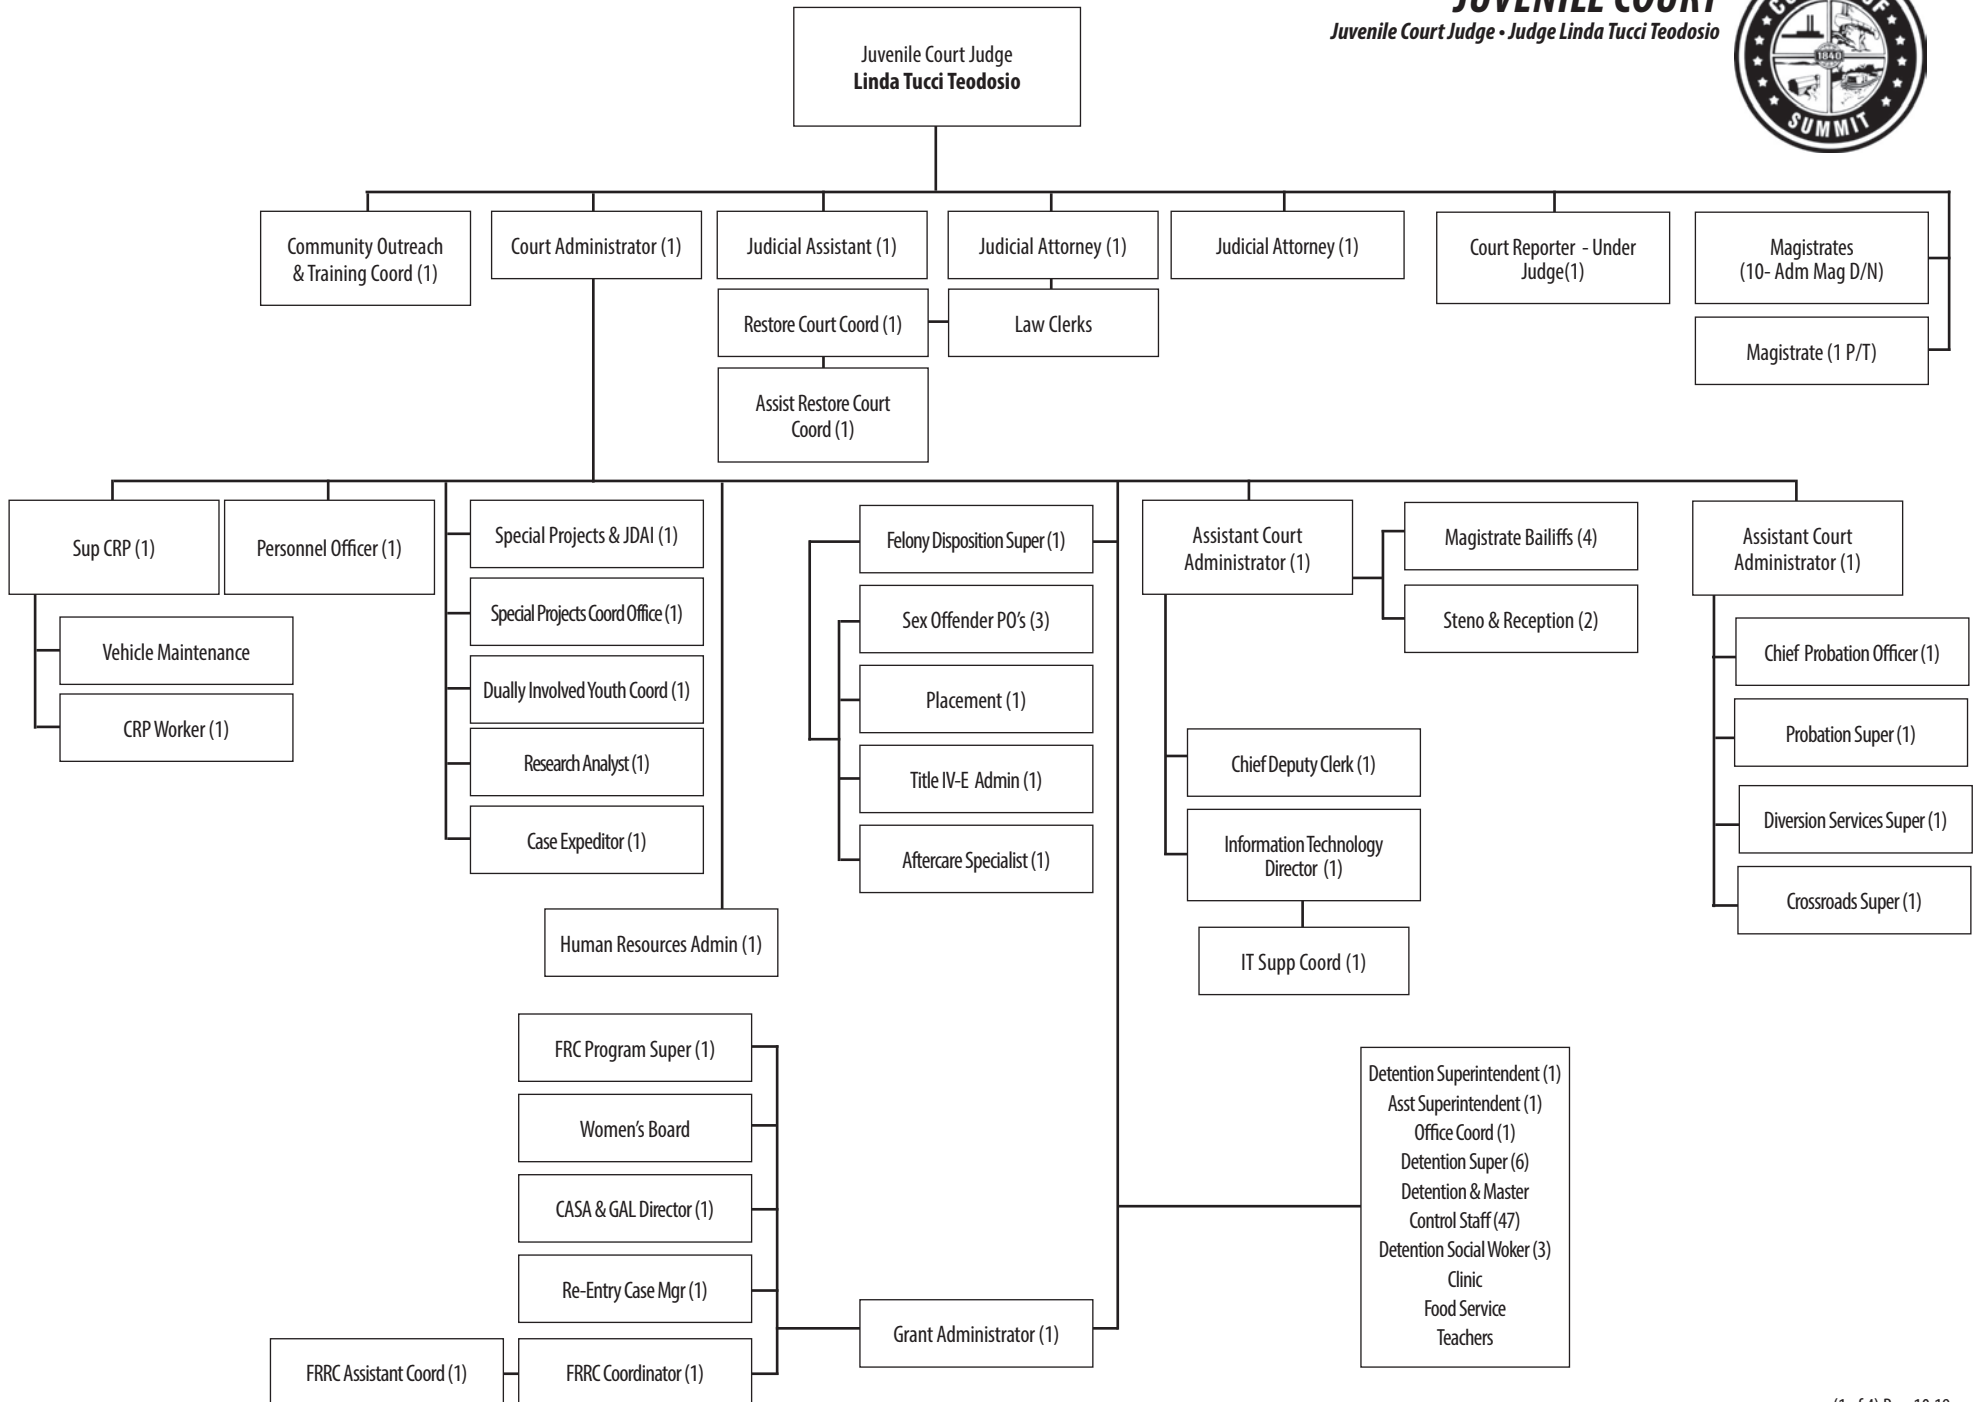 JUVENILE COURT
Juvenile Court Judge • Judge Linda Tucci Teodosio
COUNTY OF
1840
SUMMIT
Juvenile Court Judge
Linda Tucci Teodosio
Community Outreach
& Training Coord (1)
Court Administrator (1)
Judicial Assistant (1)
Judicial Attorney (1)
Judicial Attorney (1)
Court Reporter - Under
Judge(1)
Magistrates
(10- Adm Mag D/N)
Restore Court Coord (1)
Law Clerks
Magistrate (1 P/T)
Assist Restore Court
Coord (1)
Sup CRP (1)
Personnel Officer (1)
Special Projects & JDAI (1)
Felony Disposition Super (1)
Assistant Court
Administrator (1)
Magistrate Bailiffs (4)
Assistant Court
Administrator (1)
Special Projects Coord Office (1)
Sex Offender PO's (3)
Steno & Reception (2)
Vehicle Maintenance
Chief Probation Officer (1)
Dually Involved Youth Coord (1)
Placement (1)
CRP Worker (1)
Probation Super (1)
Research Analyst (1)
Title IV-E Admin (1)
Chief Deputy Clerk (1)
Diversion Services Super (1)
Case Expeditor (1)
Aftercare Specialist (1)
Information Technology
Director (1)
Crossroads Super (1)
Human Resources Admin (1)
IT Supp Coord (1)
FRC Program Super (1)
Women's Board
CASA & GAL Director (1)
Re-Entry Case Mgr (1)
Grant Administrator (1)
FRRC Assistant Coord (1)
FRRC Coordinator (1)
Detention Superintendent (1)
Asst Superintendent (1)
Office Coord (1)
Detention Super (6)
Detention & Master
Control Staff (47)
Detention Social Woker (3)
Clinic
Food Service
Teachers